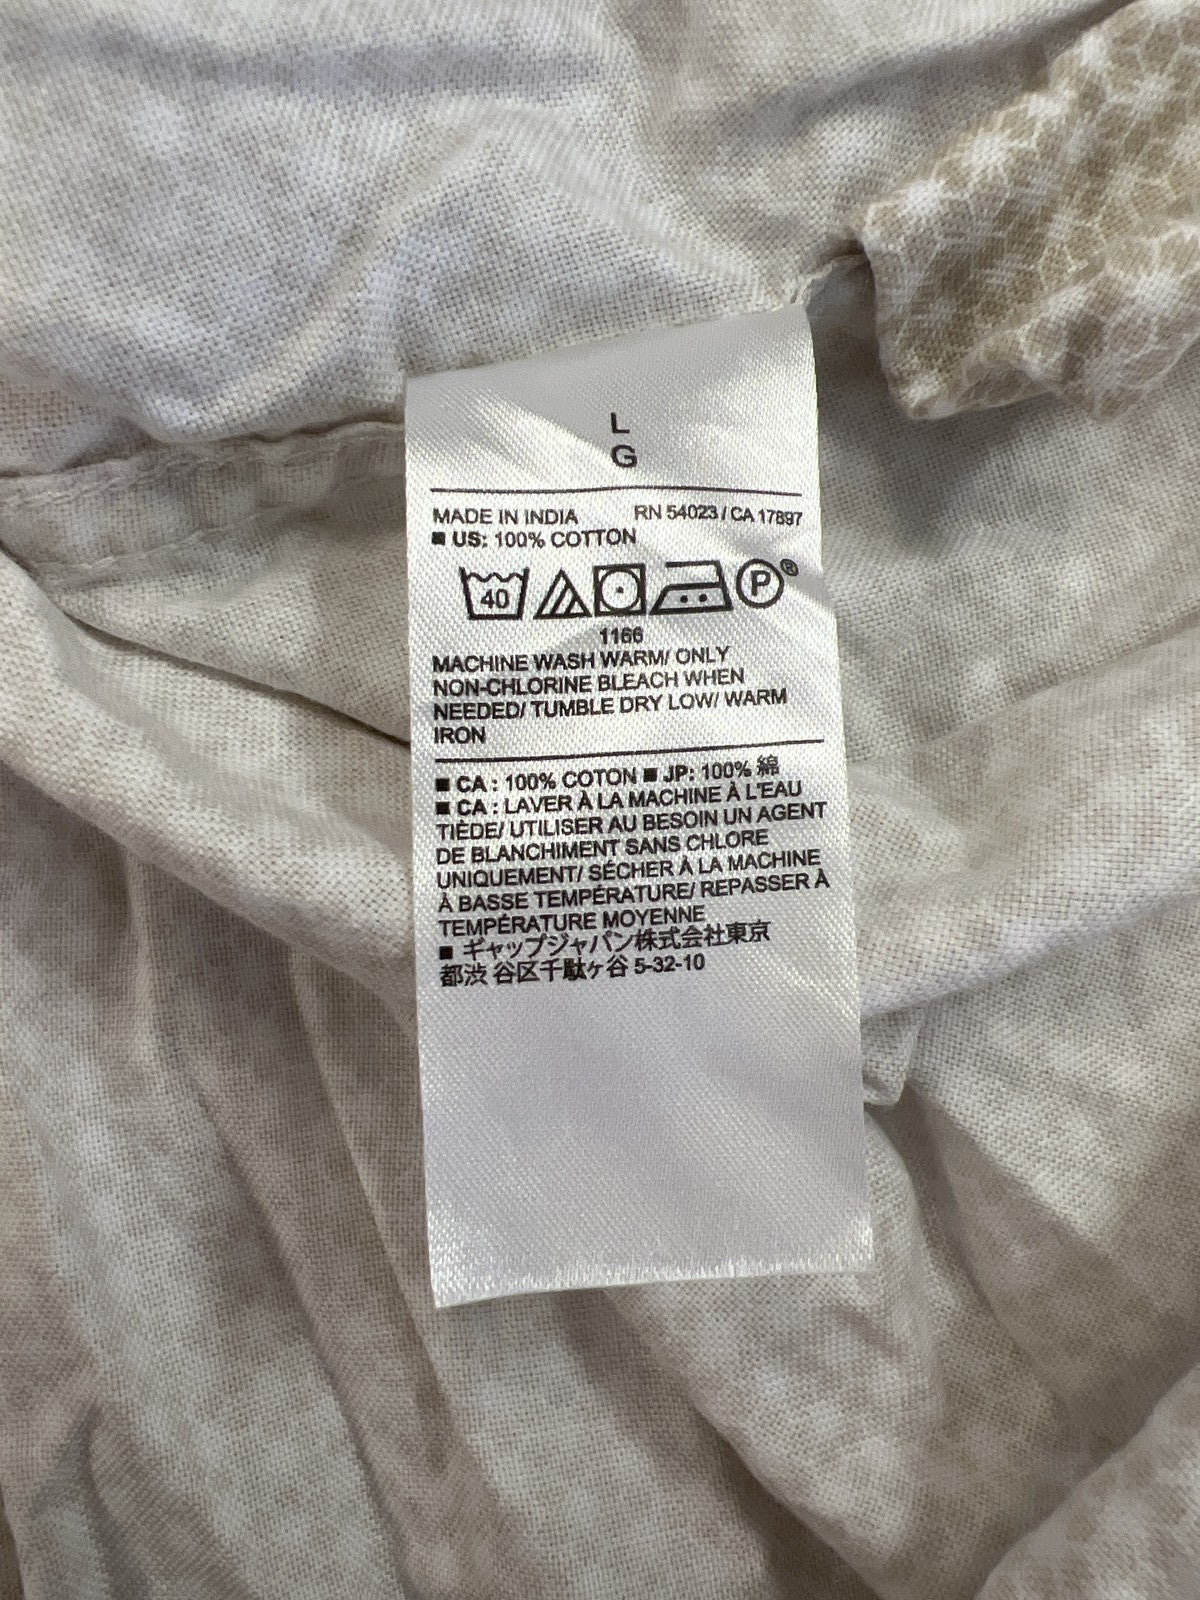 L
G
MADE IN INDIA RN 54023 / CA 17897
■ US: 100% COTTON
40 P®
1166
MACHINE WASH WARM/ ONLY
NON-CHLORINE BLEACH WHEN
NEEDED/ TUMBLE DRY LOW/ WARM
IRON
■ CA : 100% COTON ■ JP: 100% 綿
■ CA : LAVER À LA MACHINE À L'EAU
TIÈDE/ UTILISER AU BESOIN UN AGENT
DE BLANCHIMENT SANS CHLORE
UNIQUEMENT/ SÉCHER À LA MACHINE
À BASSE TEMPÉRATURE/ REPASSER À
TEMPÉRATURE MOYENNE
■ ギャップジャパン株式会社東京
都渋 谷区千駄ヶ谷 5-32-10